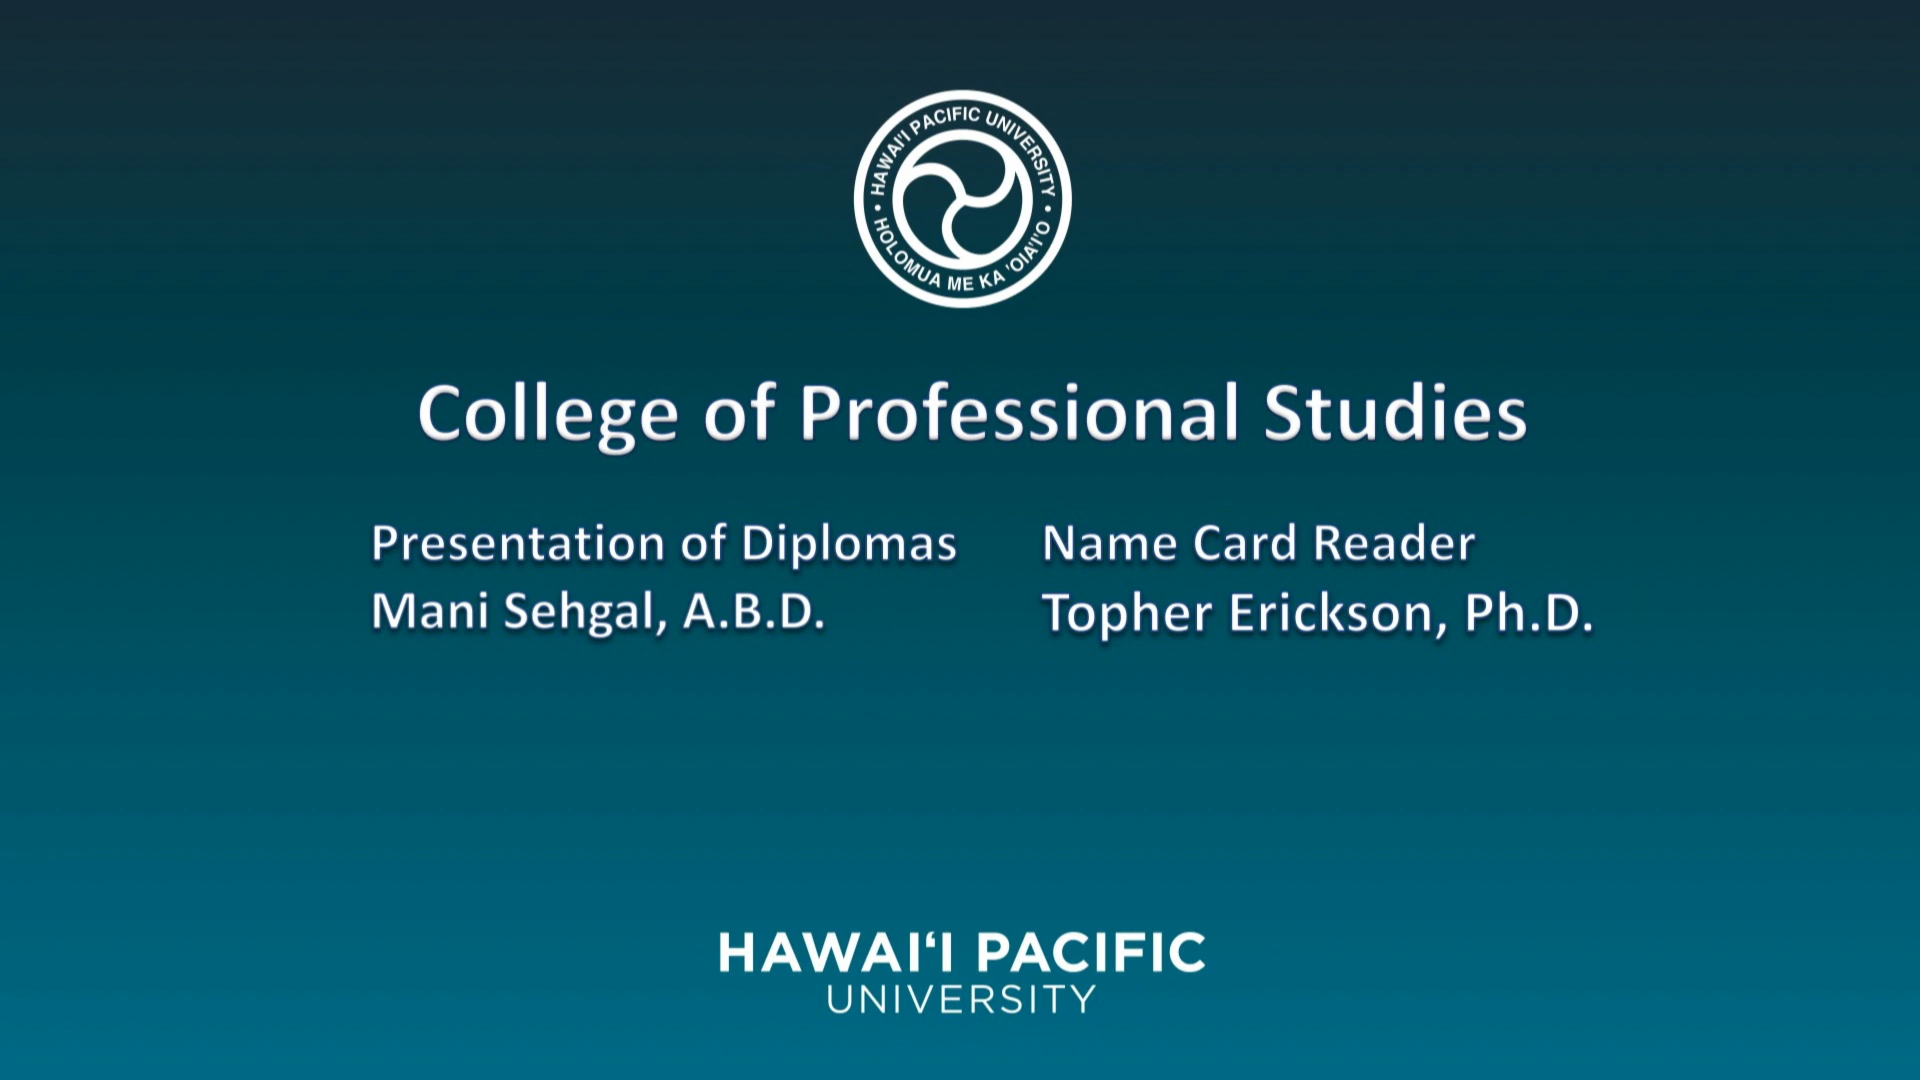 HAWAI'I PACIFIC UNIVERSITY
• HOLOMUA ME KA 'OIA'I'O •
College of Professional Studies
Presentation of Diplomas
Mani Sehgal, A.B.D.
Name Card Reader
Topher Erickson, Ph.D.
HAWAIʻI PACIFIC
UNIVERSITY